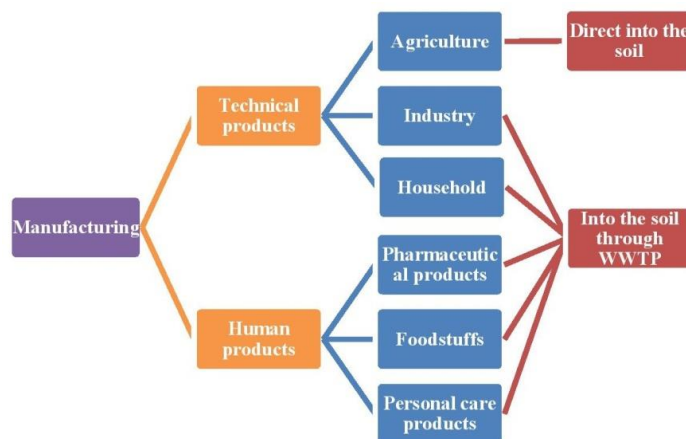 Agriculture
Direct into the
soil
Technical
products
Industry
Household
Manufacturing
Into the soil
through
WWTP
Pharmaceutic
al products
Human
products
Foodstuffs
Personal care
products